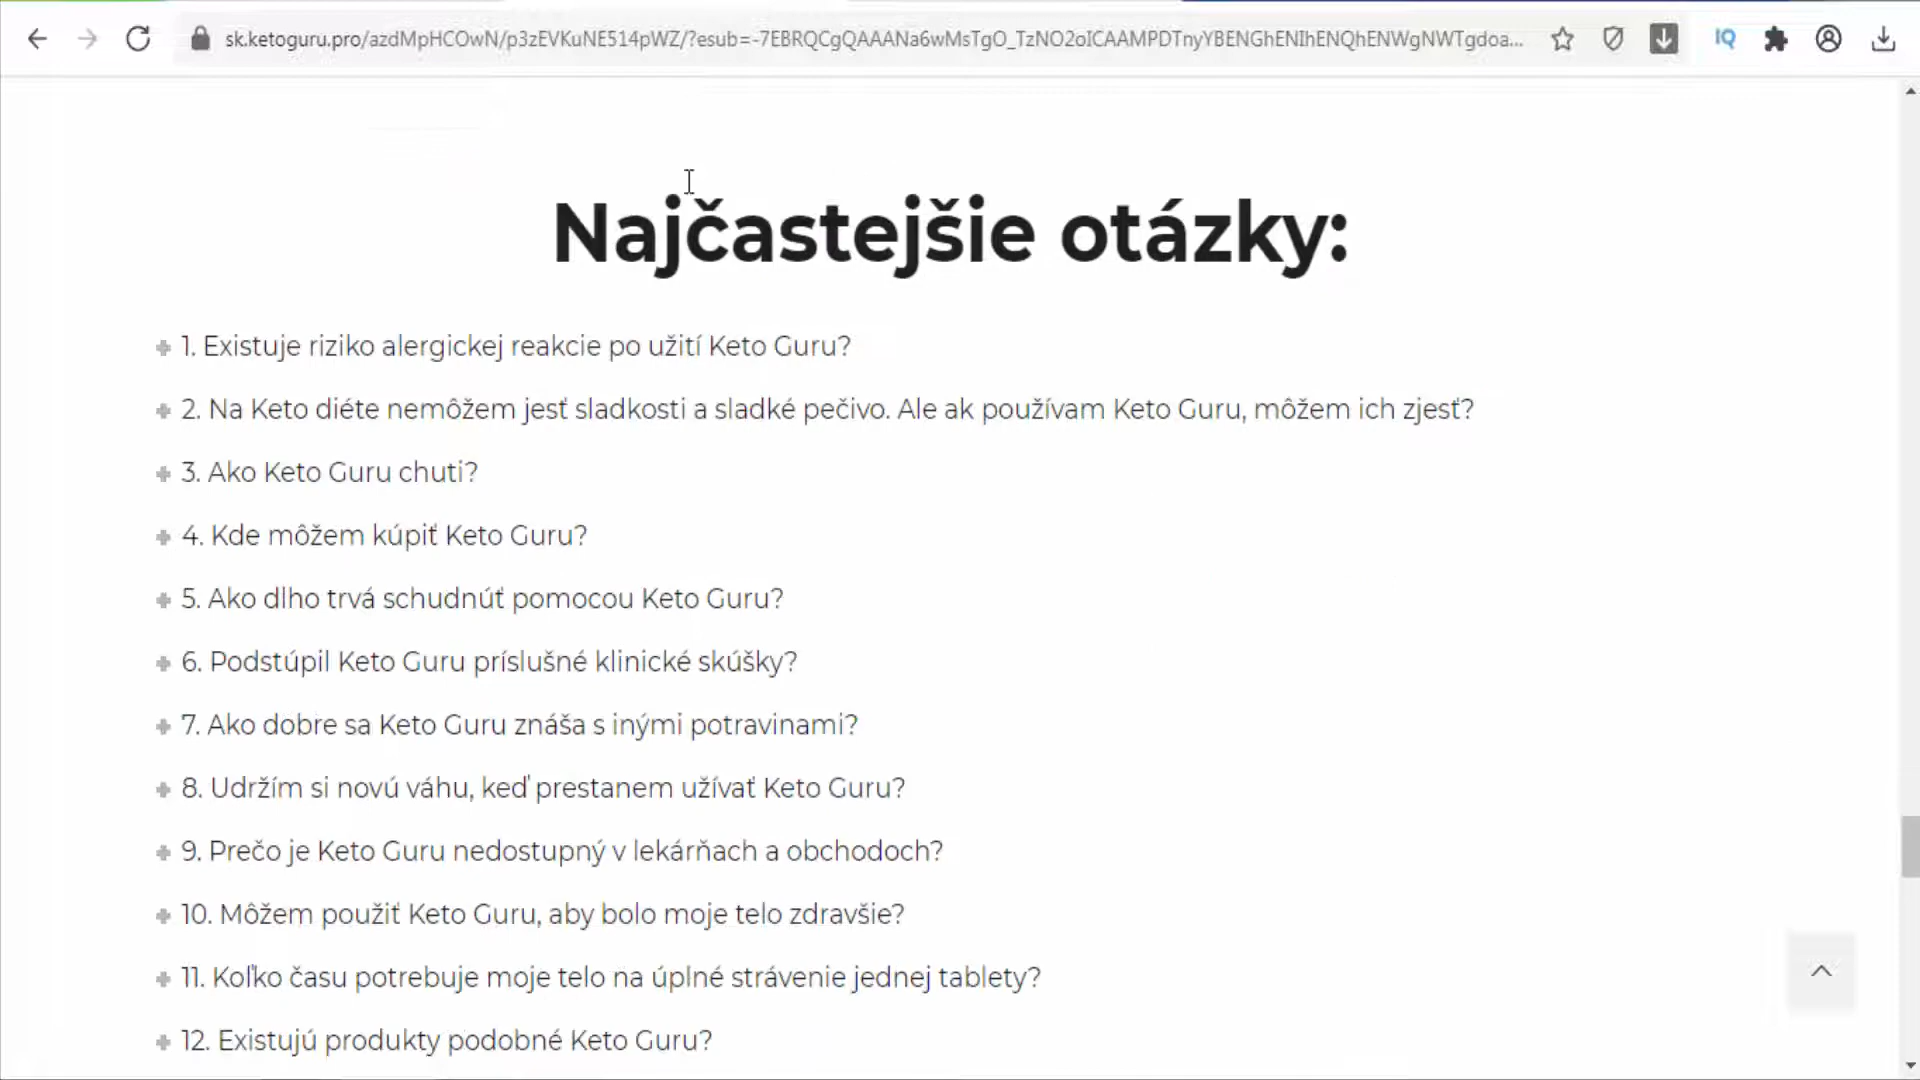 sk.ketoguru.pro/azdMpHCOwN/p3zEVKuNE514pWZ/?esub=-7EBRQCgQAAANa6wMsTgO_TzNO2oICAAMPDTnyYBENGhENIhENQhENWgNWTgdoa...
IQ
Najčastejšie otázky:
1. Existuje riziko alergickej reakcie po užití Keto Guru?
2. Na Keto diéte nemôžem jesť sladkosti a sladké pečivo. Ale ak používam Keto Guru, môžem ich zjesť?
3. Ako Keto Guru chuti?
4. Kde môžem kúpiť Keto Guru?
5. Ako dlho trvá schudnúť pomocou Keto Guru?
6. Podstúpil Keto Guru príslušné klinické skúšky?
7. Ako dobre sa Keto Guru znáša s inými potravinami?
8. Udržím si novú váhu, keď prestanem užívať Keto Guru?
9. Prečo je Keto Guru nedostupný v lekárňach a obchodoch?
10. Môžem použiť Keto Guru, aby bolo moje telo zdravšie?
11. Koľko času potrebuje moje telo na úplné strávenie jednej tablety?
12. Existujú produkty podobné Keto Guru?